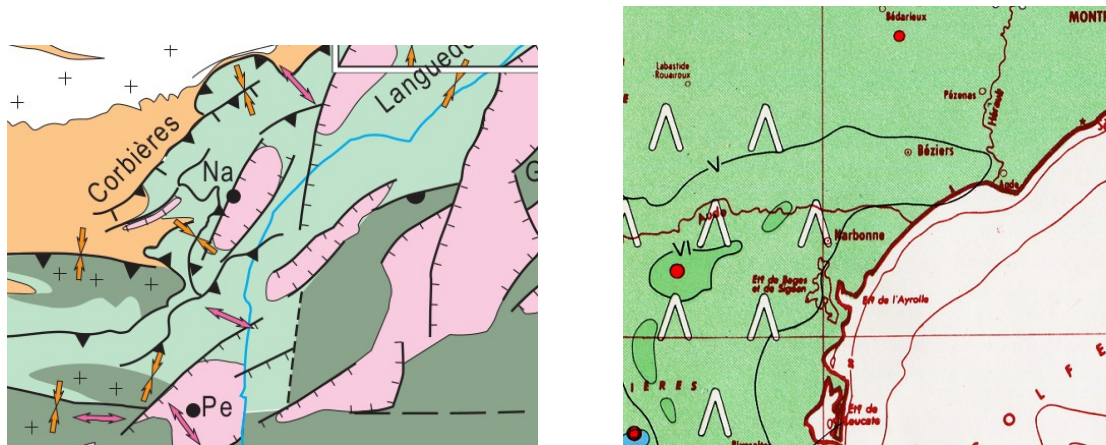 Corbières
Languedo
Na
G
Pe
Bédarieux
MONT
Labastide
Rouairoux
Pézenas
Hérault
V
Béziers
Agde
Aude
VI
Narbonne
Etg de Bages
et de Sigean
Etg de l'Ayrolle
I E R E S
Etg de
Leucate
L F E